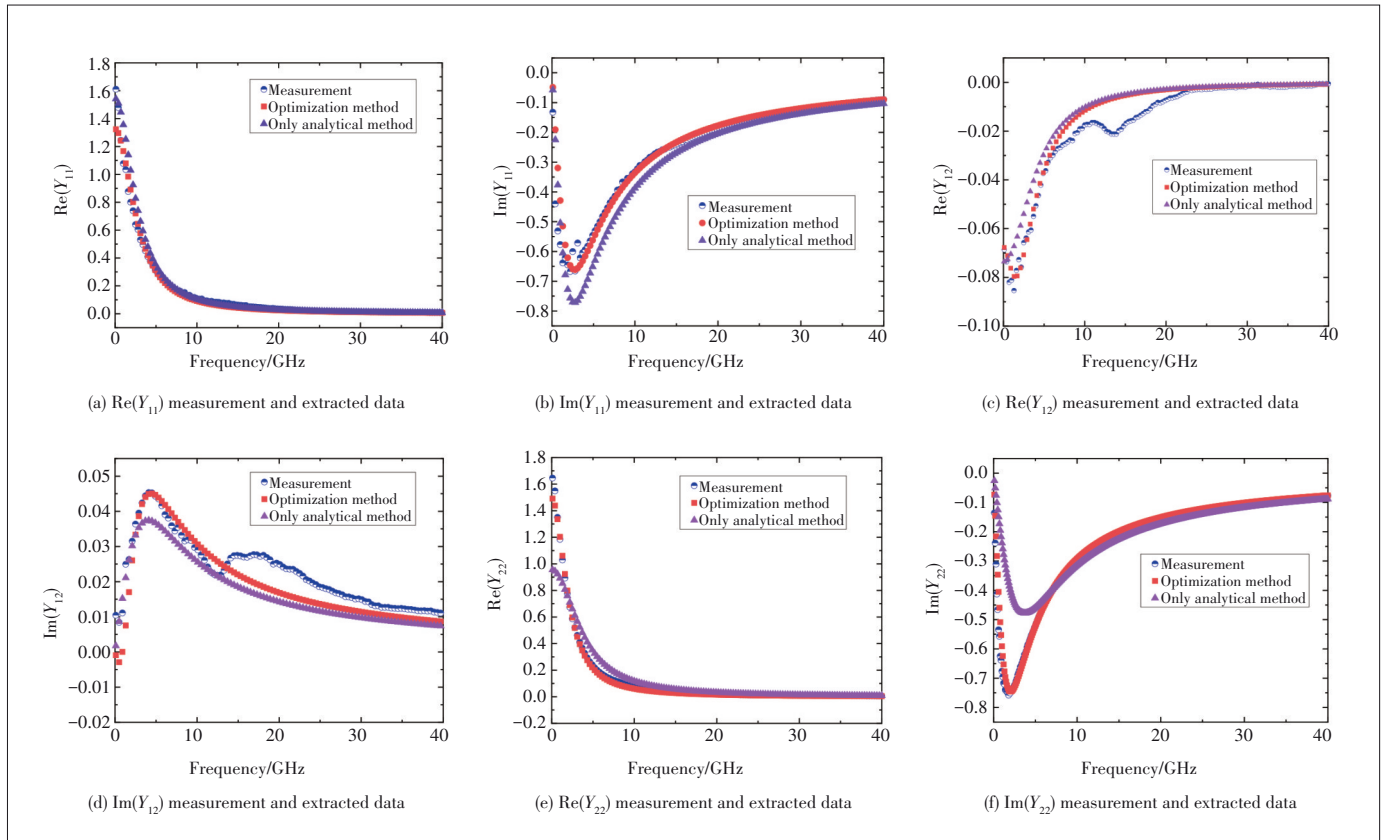 1.8
1.6
1.4
1.2
1.0
0.8
0.6
0.4
0.2
0.0
Re(Y11)
Measurement
Optimization method
Only analytical method
0 10 20 30 40
Frequency/GHz
(a) Re(Y11) measurement and extracted data
0.0
−0.1
−0.2
−0.3
−0.4
−0.5
−0.6
−0.7
−0.8
Im(Y11)
Measurement
Optimization method
Only analytical method
0 10 20 30 40
Frequency/GHz
(b) Im(Y11) measurement and extracted data
0.00
−0.02
−0.04
−0.06
−0.08
−0.10
Re(Y12)
Measurement
Optimization method
Only analytical method
0 10 20 30 40
Frequency/GHz
(c) Re(Y12) measurement and extracted data
0.05
0.04
0.03
0.02
0.01
0.00
−0.01
−0.02
Im(Y12)
Measurement
Optimization method
Only analytical method
0 10 20 30 40
Frequency/GHz
(d) Im(Y12) measurement and extracted data
1.8
1.6
1.4
1.2
1.0
0.8
0.6
0.4
0.2
0.0
−0.2
Re(Y22)
Measurement
Optimization method
Only analytical method
0 10 20 30 40
Frequency/GHz
(e) Re(Y22) measurement and extracted data
0.0
−0.1
−0.2
−0.3
−0.4
−0.5
−0.6
−0.7
−0.8
Im(Y22)
Measurement
Optimization method
Only analytical method
0 10 20 30 40
Frequency/GHz
(f) Im(Y22) measurement and extracted data